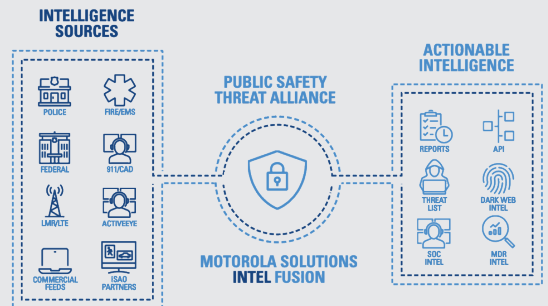 INTELLIGENCE
SOURCES
POLICE
FIRE/EMS
FEDERAL
911/CAD
LMR/LTE
ACTIVEEYE
COMMERCIAL
FEEDS
ISAO
PARTNERS
PUBLIC SAFETY
THREAT ALLIANCE
MOTOROLA SOLUTIONS
INTEL FUSION
ACTIONABLE
INTELLIGENCE
REPORTS
API
THREAT
LIST
DARK WEB
INTEL
SOC
INTEL
MDR
INTEL